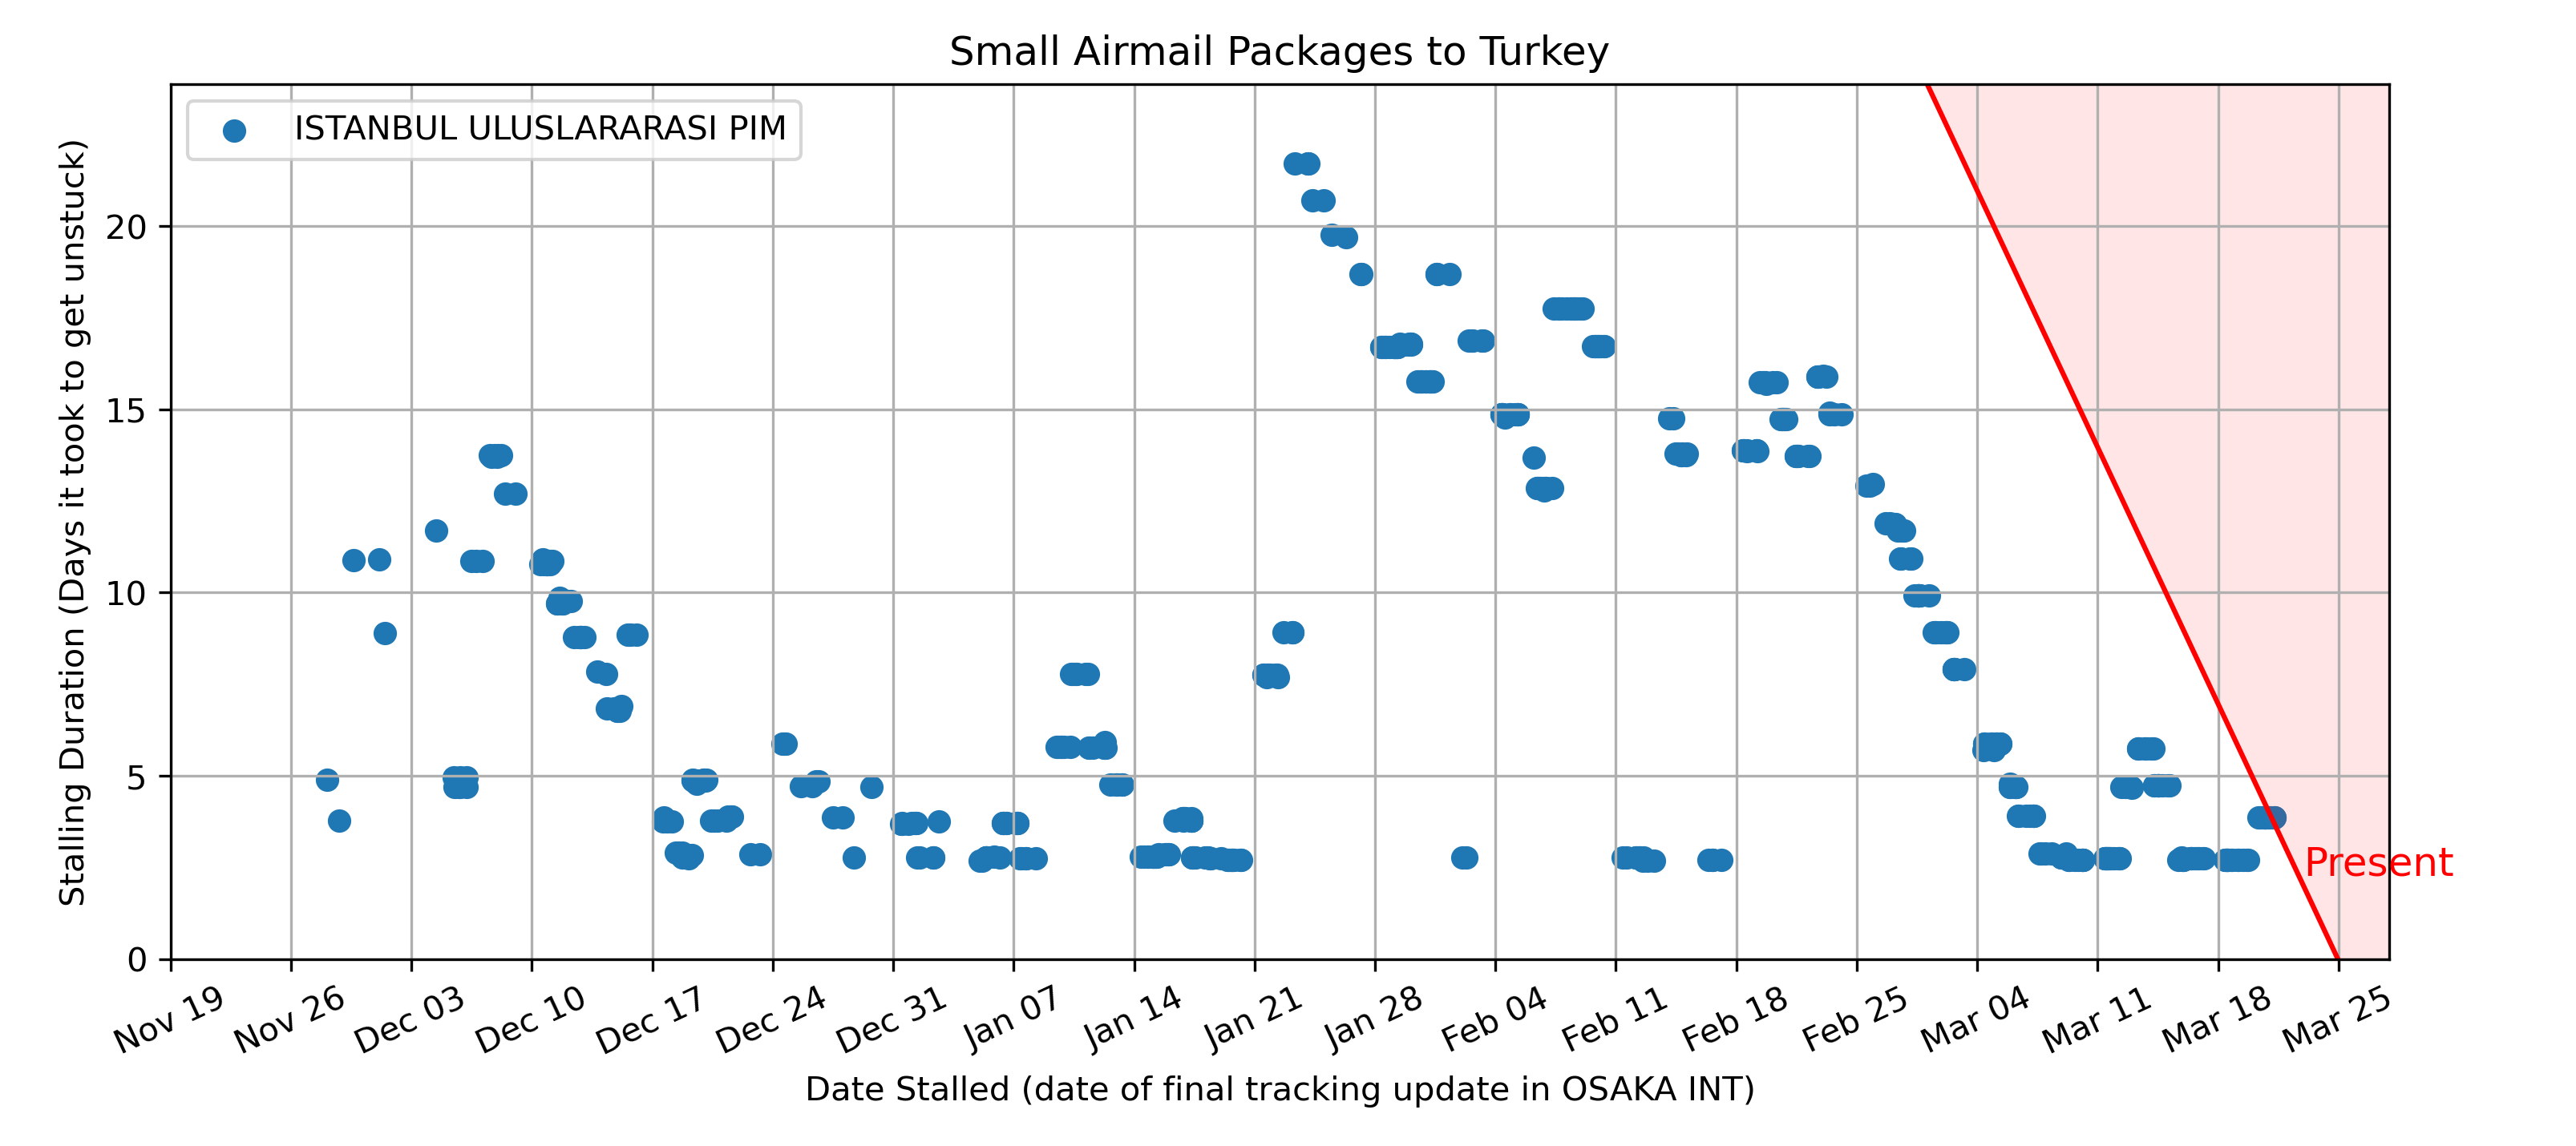 Small Airmail Packages to Turkey
ISTANBUL ULUSLARARASI PIM
Stalling Duration (Days it took to get unstuck)
20
15
10
5
0
Present
Nov 19
Nov 26
Dec 03
Dec 10
Dec 17
Dec 24
Dec 31
Jan 07
Jan 14
Jan 21
Jan 28
Feb 04
Feb 11
Feb 18
Feb 25
Mar 04
Mar 11
Mar 18
Mar 25
Date Stalled (date of final tracking update in OSAKA INT)